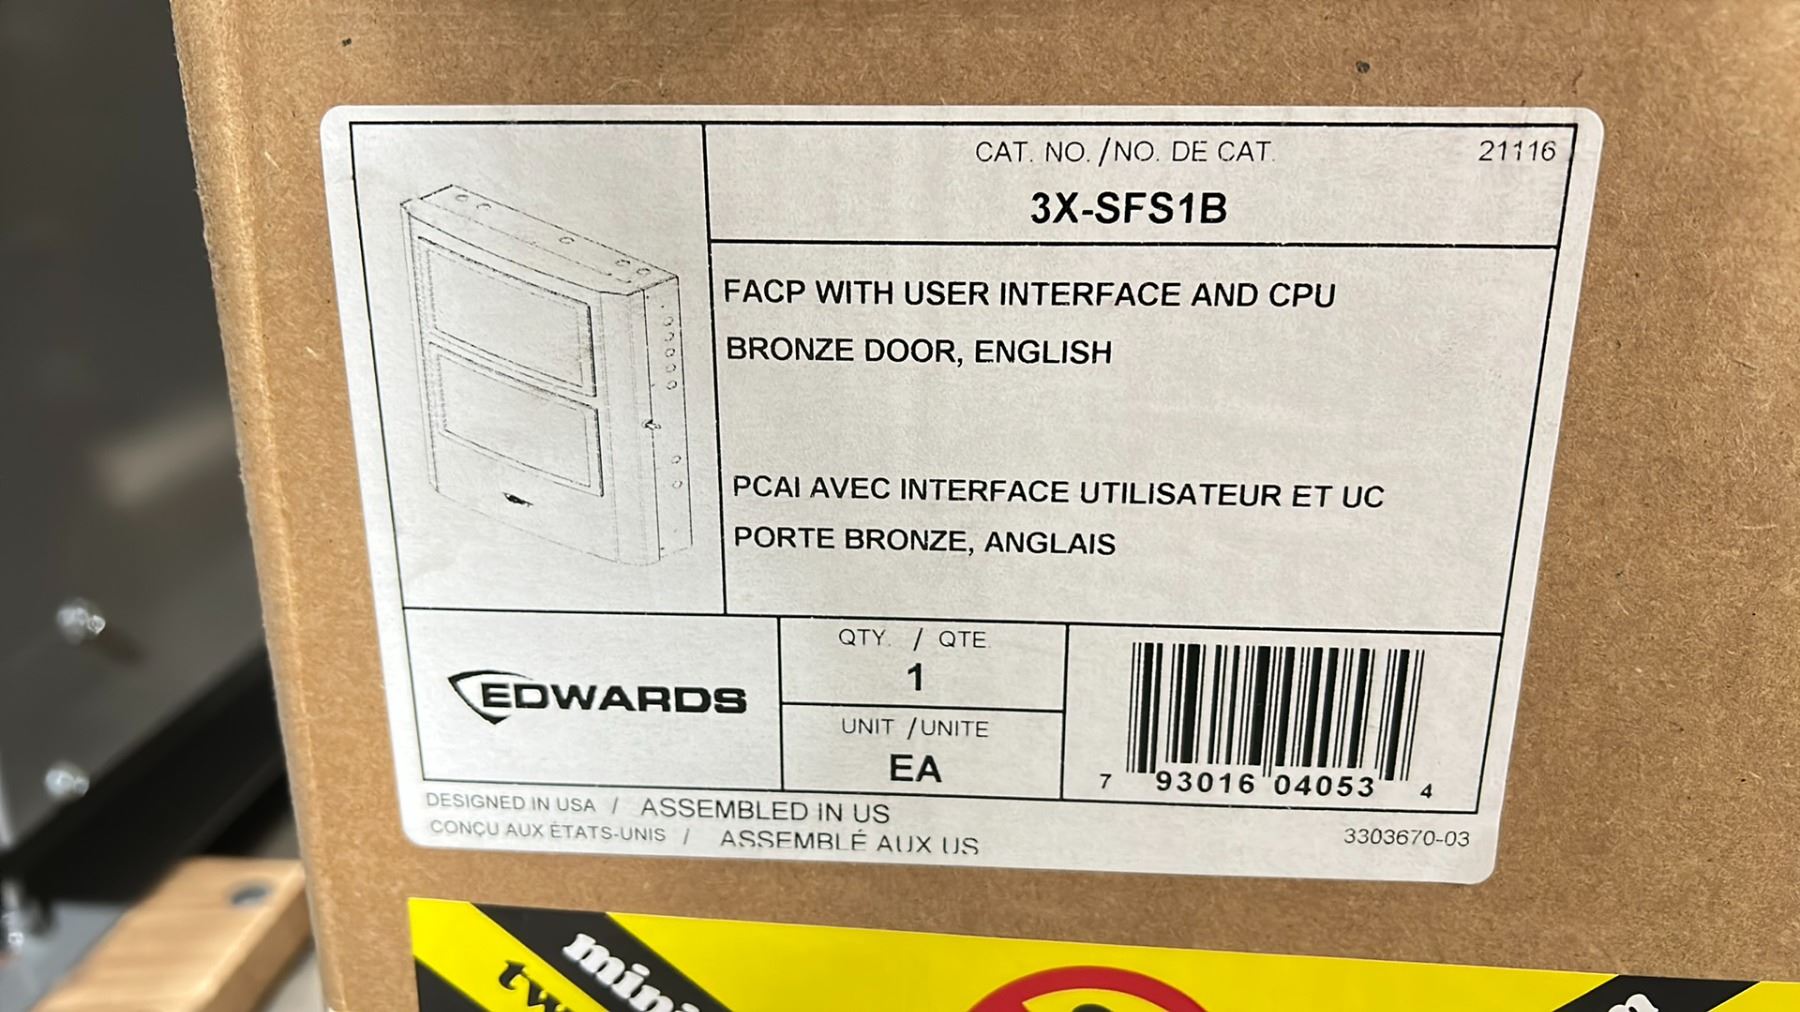 CAT. NO. / NO. DE CAT. 21116
3X-SFS1B
FACP WITH USER INTERFACE AND CPU
BRONZE DOOR, ENGLISH
PCAI AVEC INTERFACE UTILISATEUR ET UC
PORTE BRONZE, ANGLAIS
EDWARDS
QTY. / QTE
1
UNIT / UNITE
EA
7 93016 04053 4
DESIGNED IN USA / ASSEMBLED IN US
CONÇU AUX ÉTATS-UNIS / ASSEMBLÉ AUX US
3303670-03